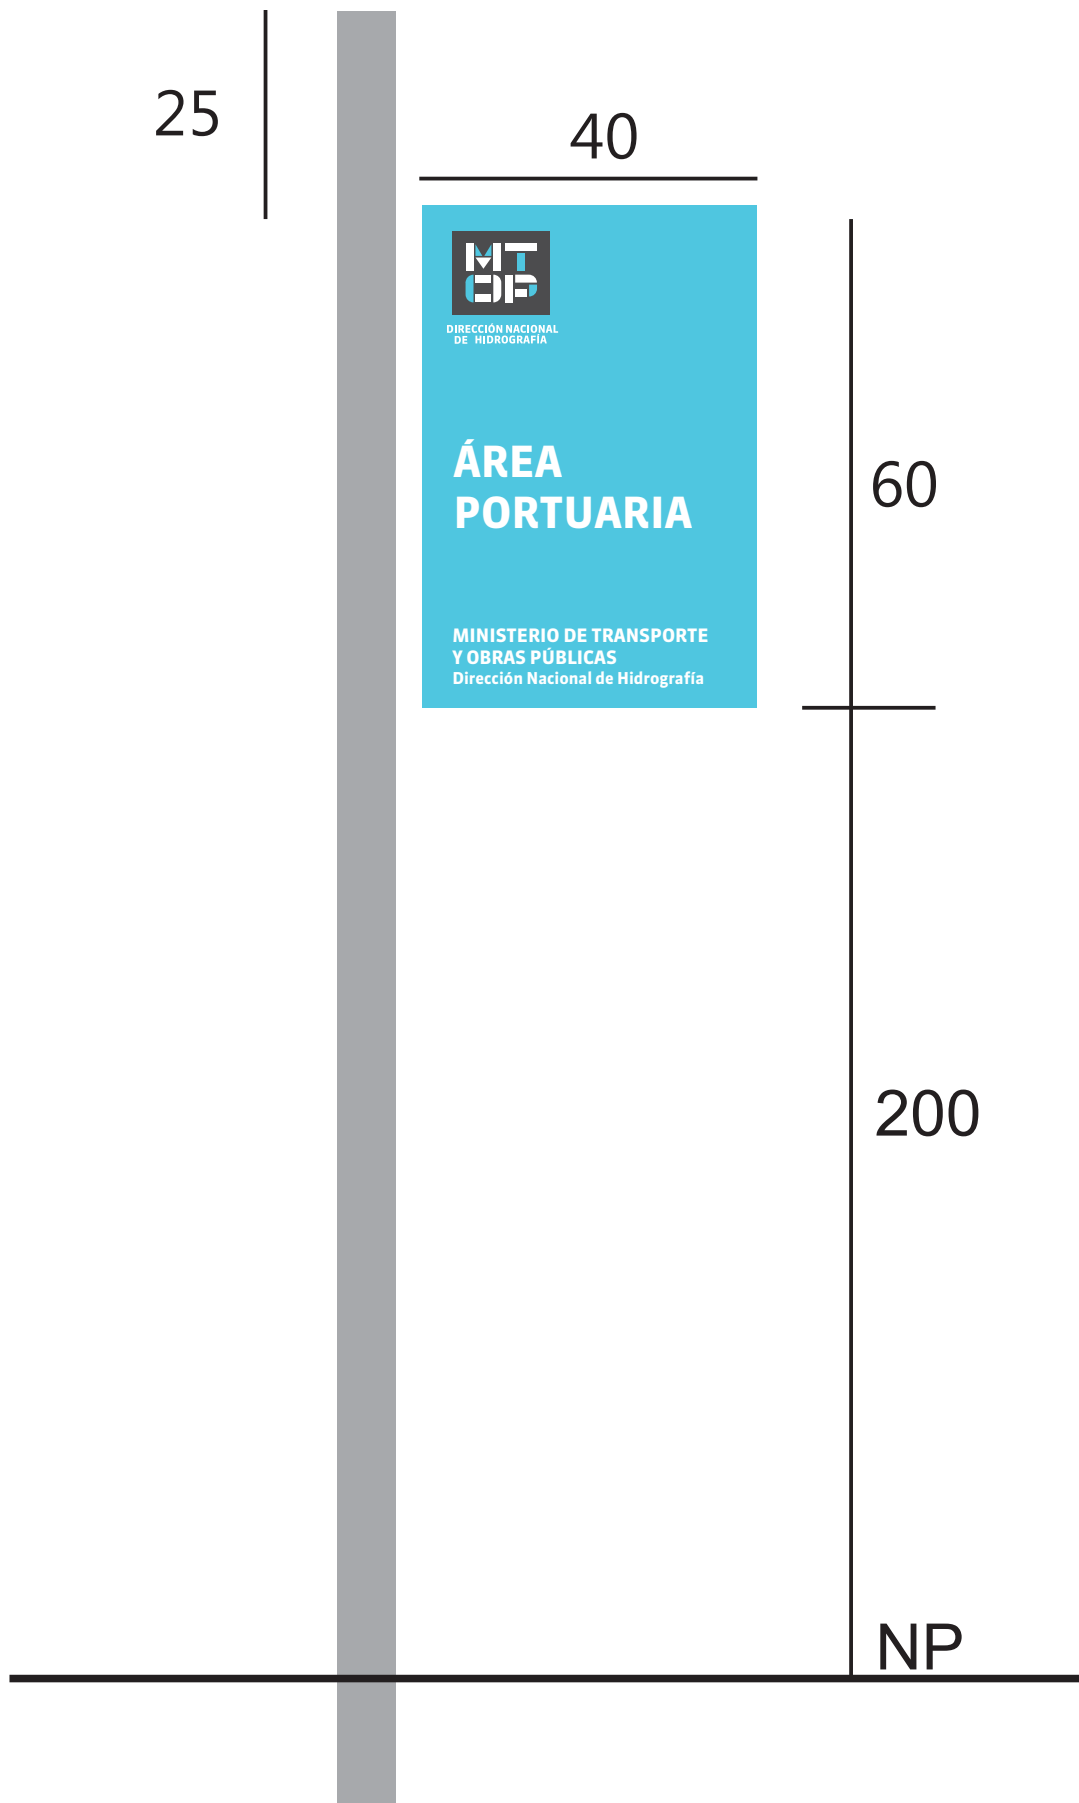 25
40
MT
OP
DIRECCIÓN NACIONAL
DE HIDROGRAFÍA
ÁREA
PORTUARIA
60
MINISTERIO DE TRANSPORTE
Y OBRAS PÚBLICAS
Dirección Nacional de Hidrografía
200
NP